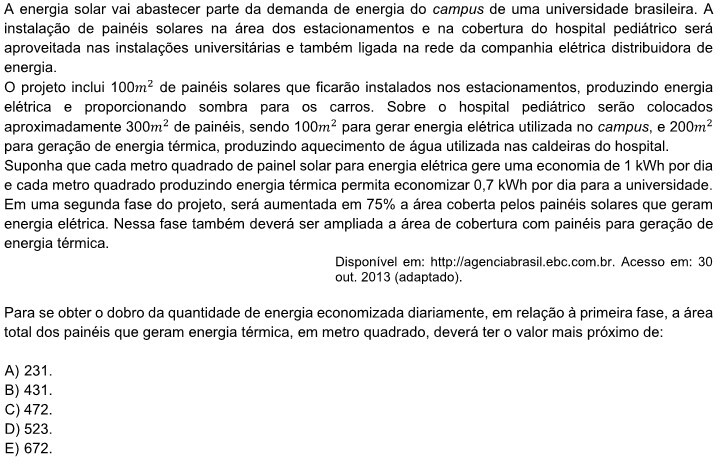 A energia solar vai abastecer parte da demanda de energia do campus de uma universidade brasileira. A
instalação de painéis solares na área dos estacionamentos e na cobertura do hospital pediátrico será
aproveitada nas instalações universitárias e também ligada na rede da companhia elétrica distribuidora de
energia.
O projeto inclui 100m² de painéis solares que ficarão instalados nos estacionamentos, produzindo energia
elétrica e proporcionando sombra para os carros. Sobre o hospital pediátrico serão colocados
aproximadamente 300m² de painéis, sendo 100m² para gerar energia elétrica utilizada no campus, e 200m²
para geração de energia térmica, produzindo aquecimento de água utilizada nas caldeiras do hospital.
Suponha que cada metro quadrado de painel solar para energia elétrica gere uma economia de 1 kWh por dia
e cada metro quadrado produzindo energia térmica permita economizar 0,7 kWh por dia para a universidade.
Em uma segunda fase do projeto, será aumentada em 75% a área coberta pelos painéis solares que geram
energia elétrica. Nessa fase também deverá ser ampliada a área de cobertura com painéis para geração de
energia térmica.
Disponível em: http://agenciabrasil.ebc.com.br. Acesso em: 30
out. 2013 (adaptado).
Para se obter o dobro da quantidade de energia economizada diariamente, em relação à primeira fase, a área
total dos painéis que geram energia térmica, em metro quadrado, deverá ter o valor mais próximo de:
A) 231.
B) 431.
C) 472.
D) 523.
E) 672.